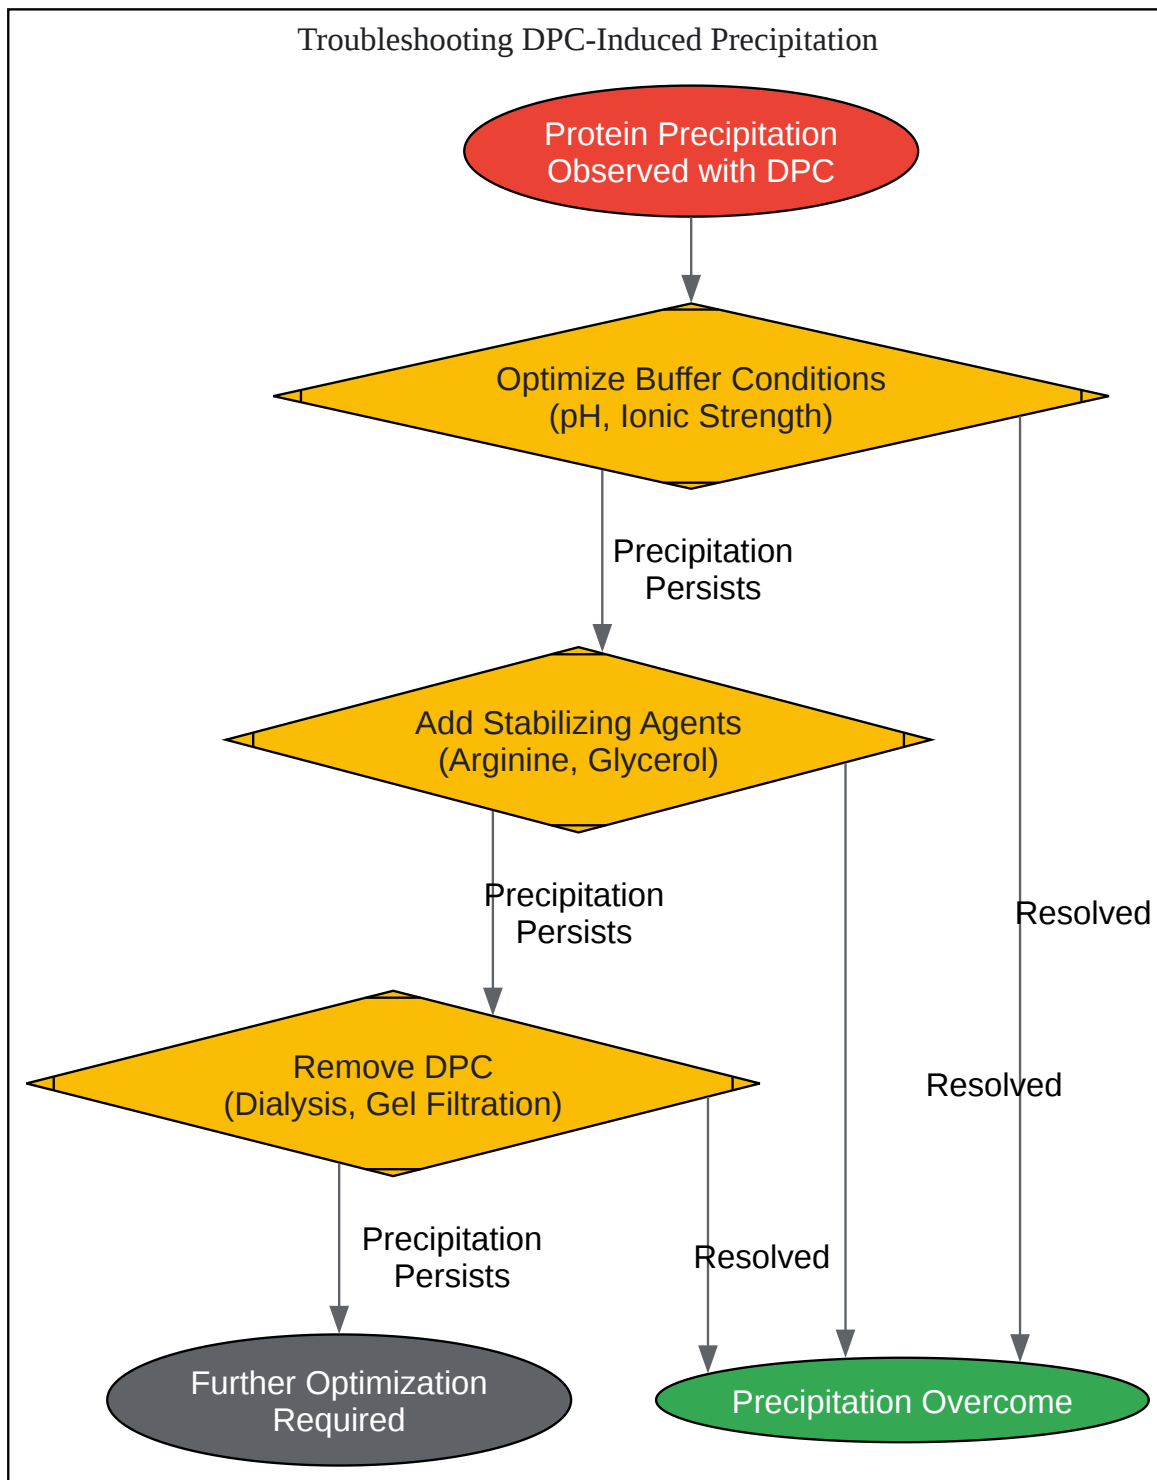 Troubleshooting DPC-Induced Precipitation
Protein Precipitation
Observed with DPC
Optimize Buffer Conditions
(pH, Ionic Strength)
Precipitation
Persists
Add Stabilizing Agents
(Arginine, Glycerol)
Precipitation
Persists
Resolved
Remove DPC
(Dialysis, Gel Filtration)
Resolved
Precipitation
Persists
Resolved
Further Optimization
Required
Precipitation Overcome